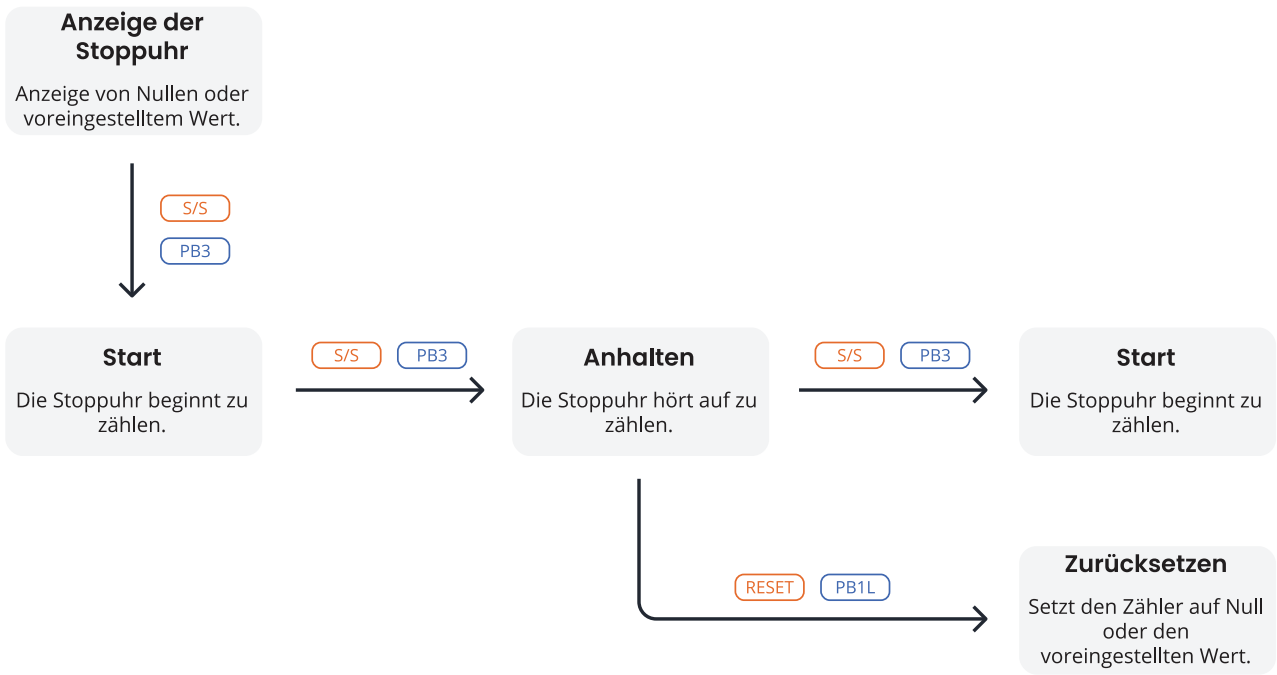 Anzeige der
Stoppuhr
Anzeige von Nullen oder
voreingestelltem Wert.
S/S
PB3
Start
Die Stoppuhr beginnt zu
zählen.
S/S PB3
Anhalten
Die Stoppuhr hört auf zu
zählen.
S/S PB3
Start
Die Stoppuhr beginnt zu
zählen.
RESET PB1L
Zurücksetzen
Setzt den Zähler auf Null
oder den
voreingestellten Wert.